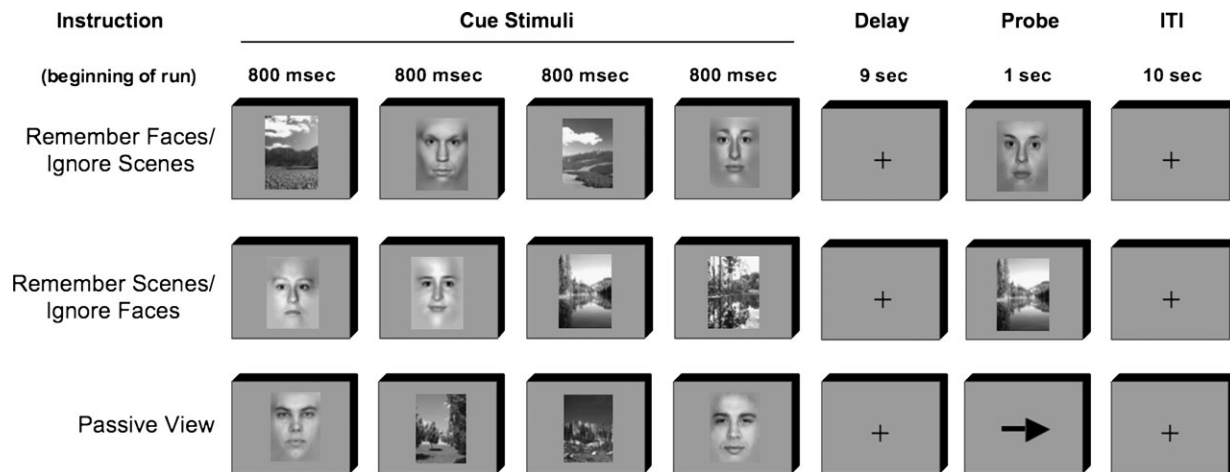 Instruction Cue Stimuli Delay Probe ITI
(beginning of run) 800 msec 800 msec 800 msec 800 msec 9 sec 1 sec 10 sec
Remember Faces/
Ignore Scenes
Remember Scenes/
Ignore Faces
Passive View